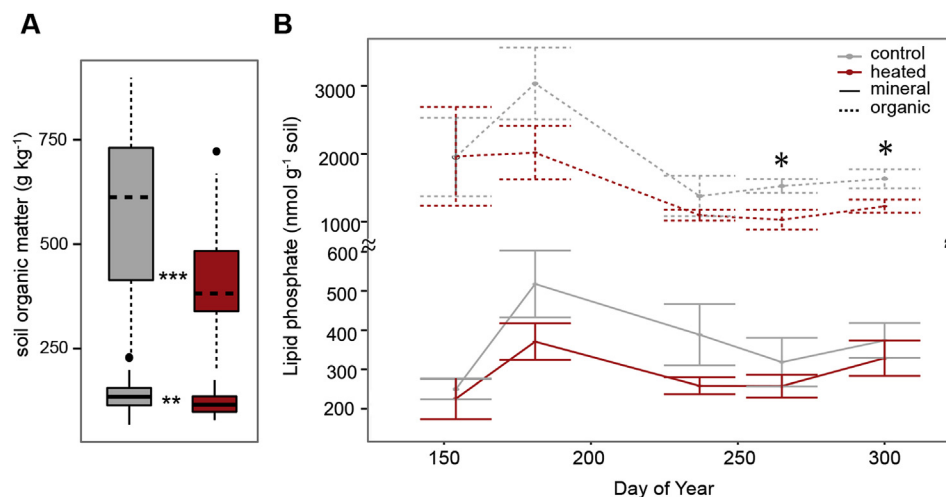 A
B
soil organic matter (g kg⁻¹)
750
500
250
***
**
Lipid phosphate (nmol g⁻¹ soil)
3000
2000
1000
600
500
400
300
200
control
heated
mineral
organic
*
*
150
200
250
300
Day of Year